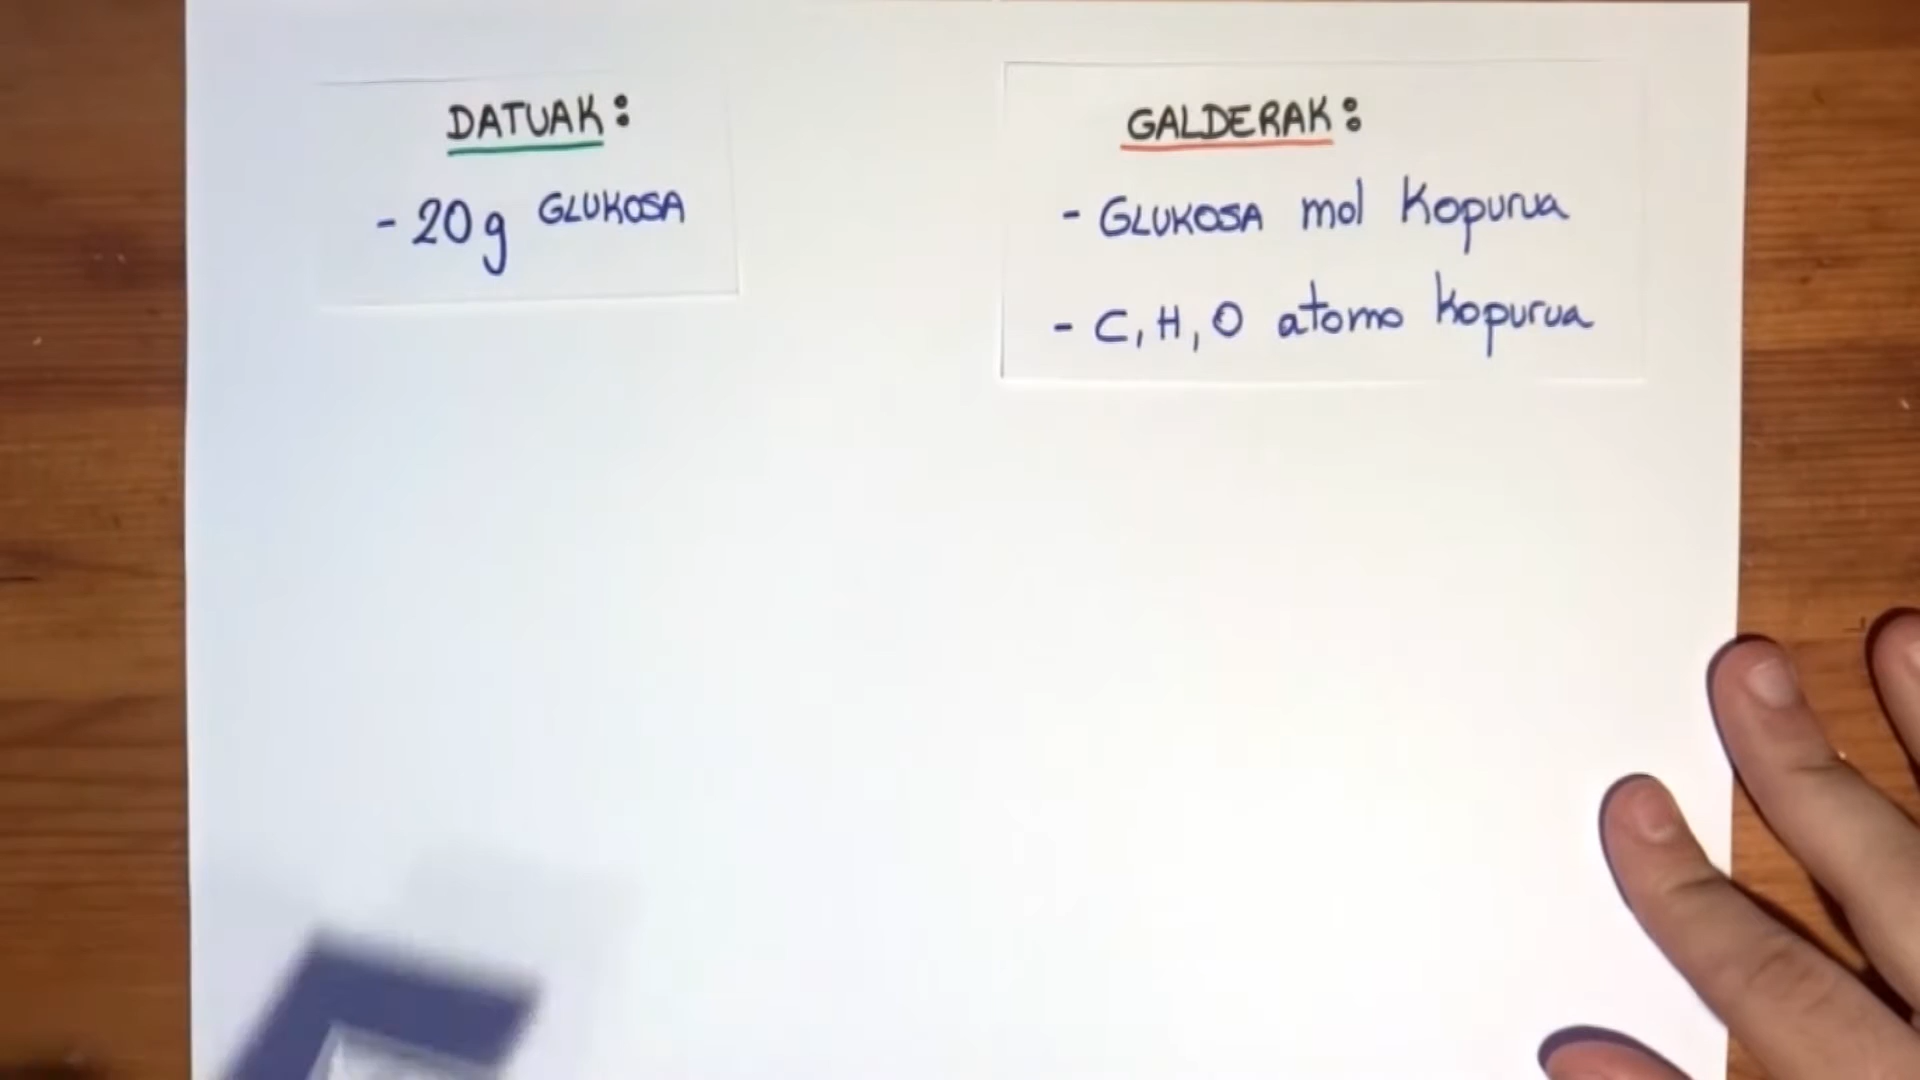 DATUAK:
- 20g GLUKOSA
GALDERAK:
- GLUKOSA mol kopurua
- C, H, O atomo kopurua